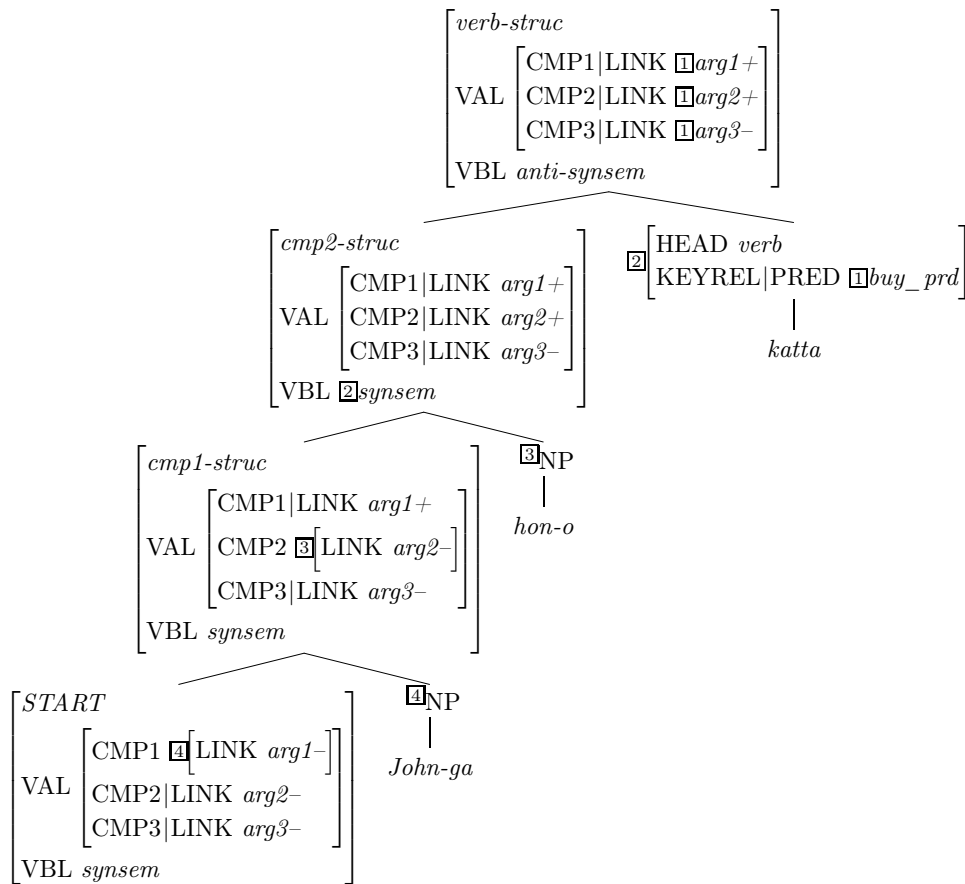 verb-struc
CMP1|LINK 1 arg1+
VAL CMP2|LINK 1 arg2+
CMP3|LINK 1 arg3–
VBL anti-synsem
cmp2-struc
CMP1|LINK arg1+
VAL CMP2|LINK arg2+
CMP3|LINK arg3–
VBL 2 synsem
2 HEAD verb
KEYREL|PRED 1 buy_prd
katta
cmp1-struc
CMP1|LINK arg1+
VAL CMP2 3 [LINK arg2–]
CMP3|LINK arg3–
VBL synsem
3 NP
hon-o
START
CMP1 4 [LINK arg1–]
VAL CMP2|LINK arg2–
CMP3|LINK arg3–
VBL synsem
4 NP
John-ga